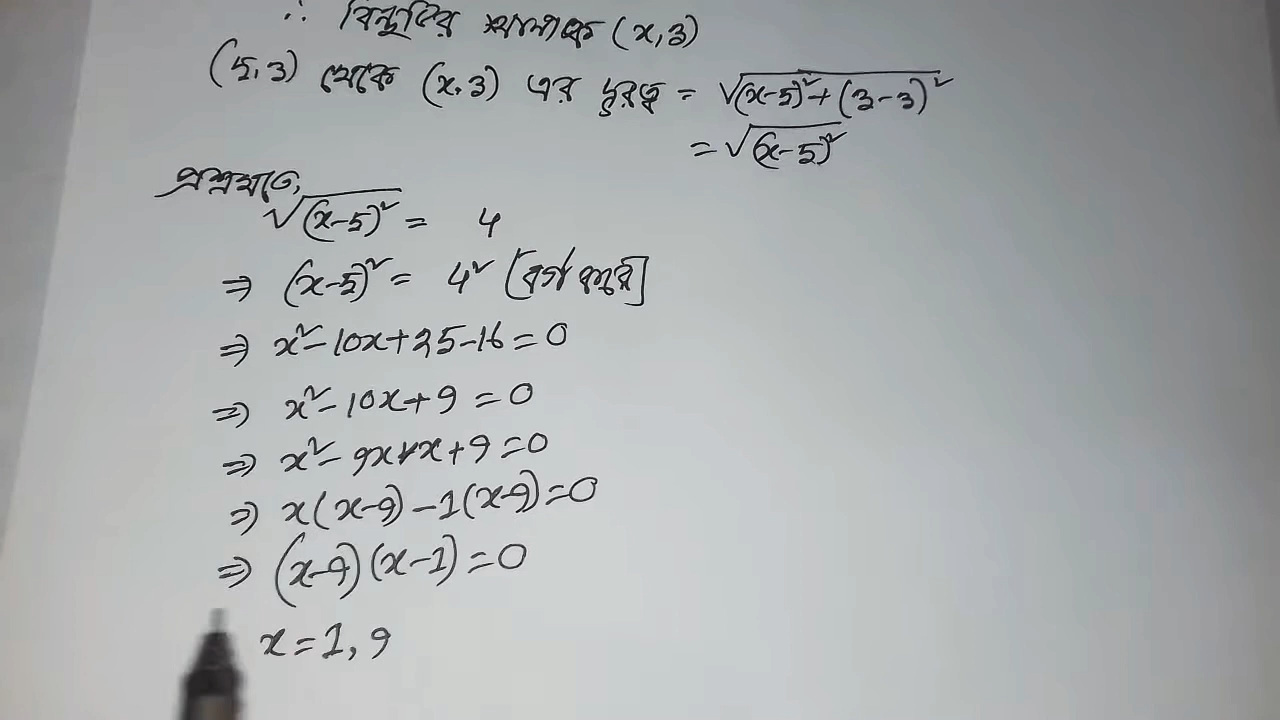 ∴ বিন্দুটির স্থানাংক (x,3)
(5,3) থেকে (x,3) এর দুরত্ব = √(x-5)²+(3-3)²
= √(x-5)²
প্রশ্নমতে,
√(x-5)² = 4
⇒ (x-5)² = 4² [বর্গ করে]
⇒ x²-10x+25-16=0
⇒ x²-10x+9=0
⇒ x²-9x-x+9=0
⇒ x(x-9)-1(x-9)=0
⇒ (x-9)(x-1)=0
x=1,9